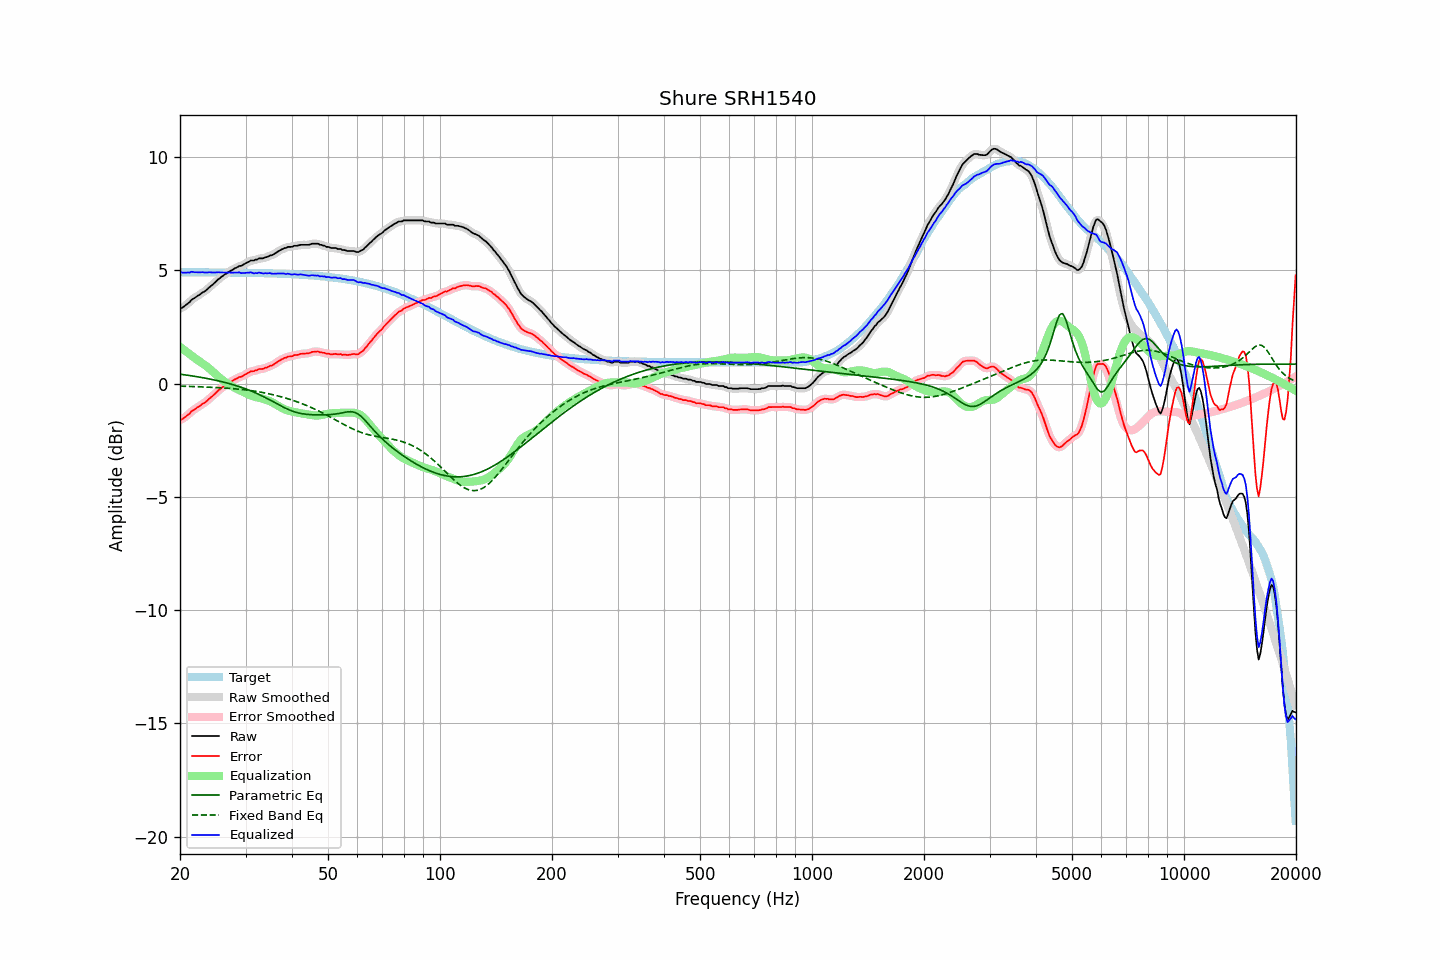 Shure SRH1540
Amplitude (dBr)
10
5
0
−5
−10
−15
−20
Target
Raw Smoothed
Error Smoothed
Raw
Error
Equalization
Parametric Eq
Fixed Band Eq
Equalized
20 50 100 200 500 1000 2000 5000 10000 20000
Frequency (Hz)